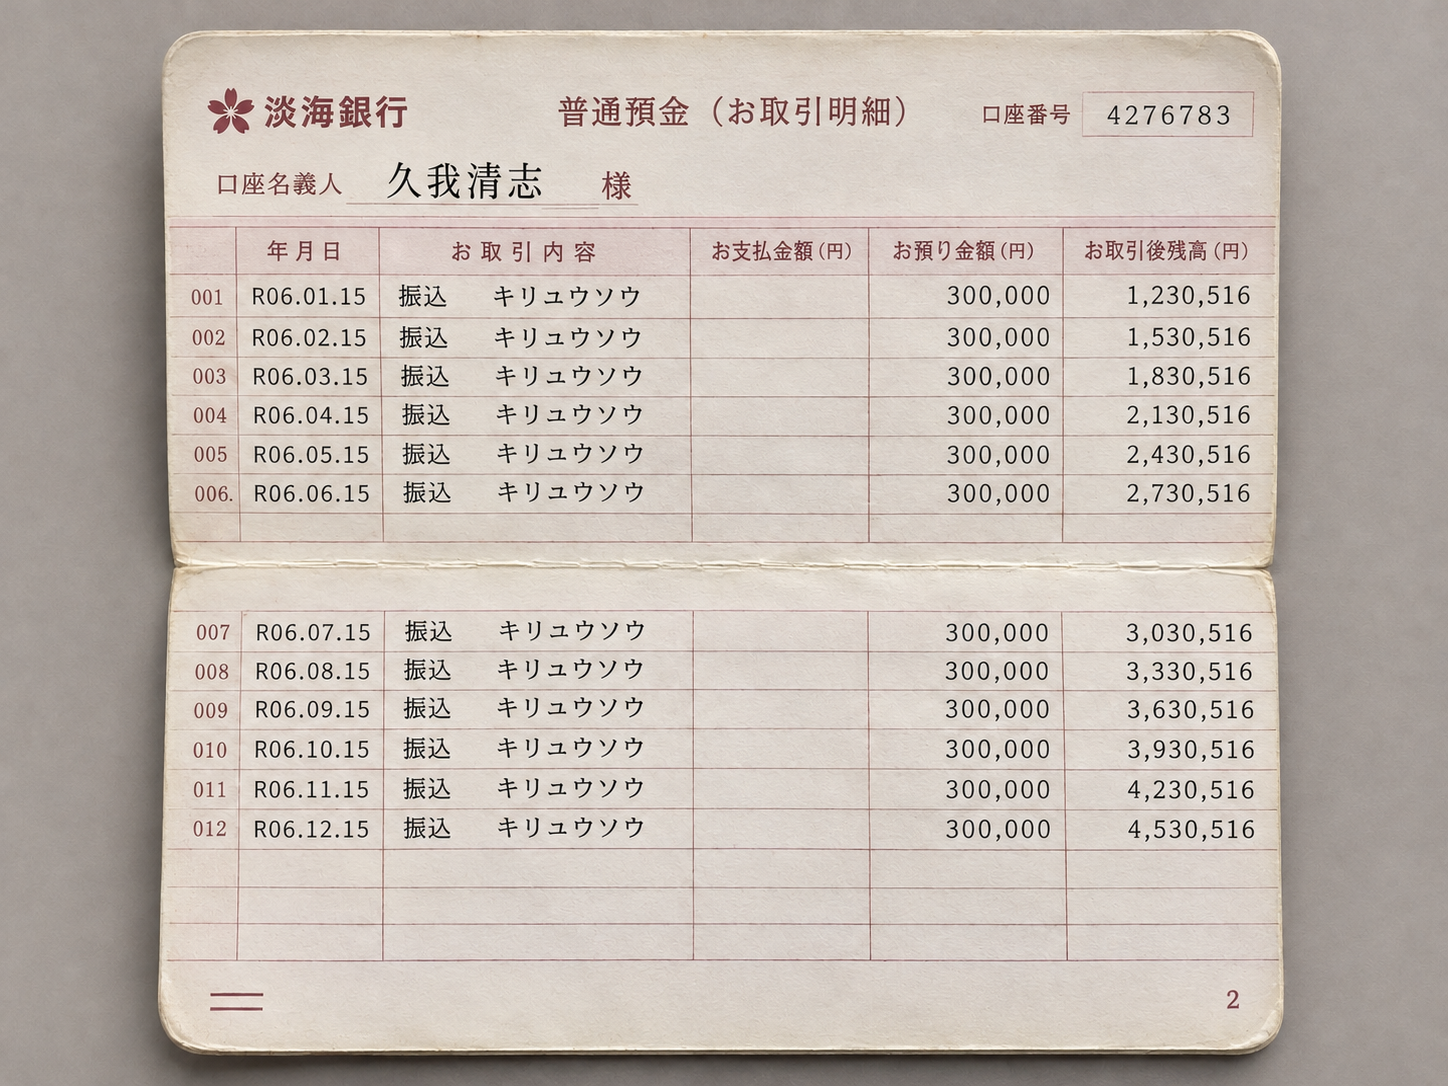 淡海銀行 普通預金（お取引明細） 口座番号 4276783
口座名義人 久我清志 様
年月日 お取引内容 お支払金額(円) お預り金額(円) お取引後残高(円)
001 R06.01.15 振込 キリュウソウ 300,000 1,230,516
002 R06.02.15 振込 キリュウソウ 300,000 1,530,516
003 R06.03.15 振込 キリュウソウ 300,000 1,830,516
004 R06.04.15 振込 キリュウソウ 300,000 2,130,516
005 R06.05.15 振込 キリュウソウ 300,000 2,430,516
006. R06.06.15 振込 キリュウソウ 300,000 2,730,516
007 R06.07.15 振込 キリュウソウ 300,000 3,030,516
008 R06.08.15 振込 キリュウソウ 300,000 3,330,516
009 R06.09.15 振込 キリュウソウ 300,000 3,630,516
010 R06.10.15 振込 キリュウソウ 300,000 3,930,516
011 R06.11.15 振込 キリュウソウ 300,000 4,230,516
012 R06.12.15 振込 キリュウソウ 300,000 4,530,516
2